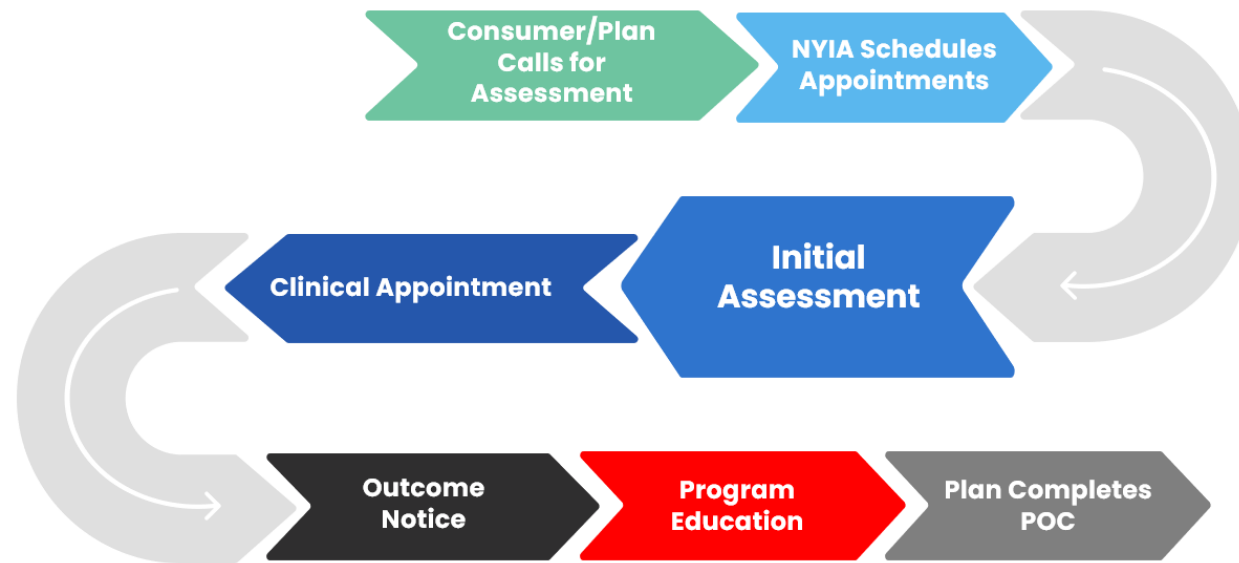 Consumer/Plan
Calls for
Assessment
NYIA Schedules
Appointments
Initial
Assessment
Clinical Appointment
Outcome
Notice
Program
Education
Plan Completes
POC